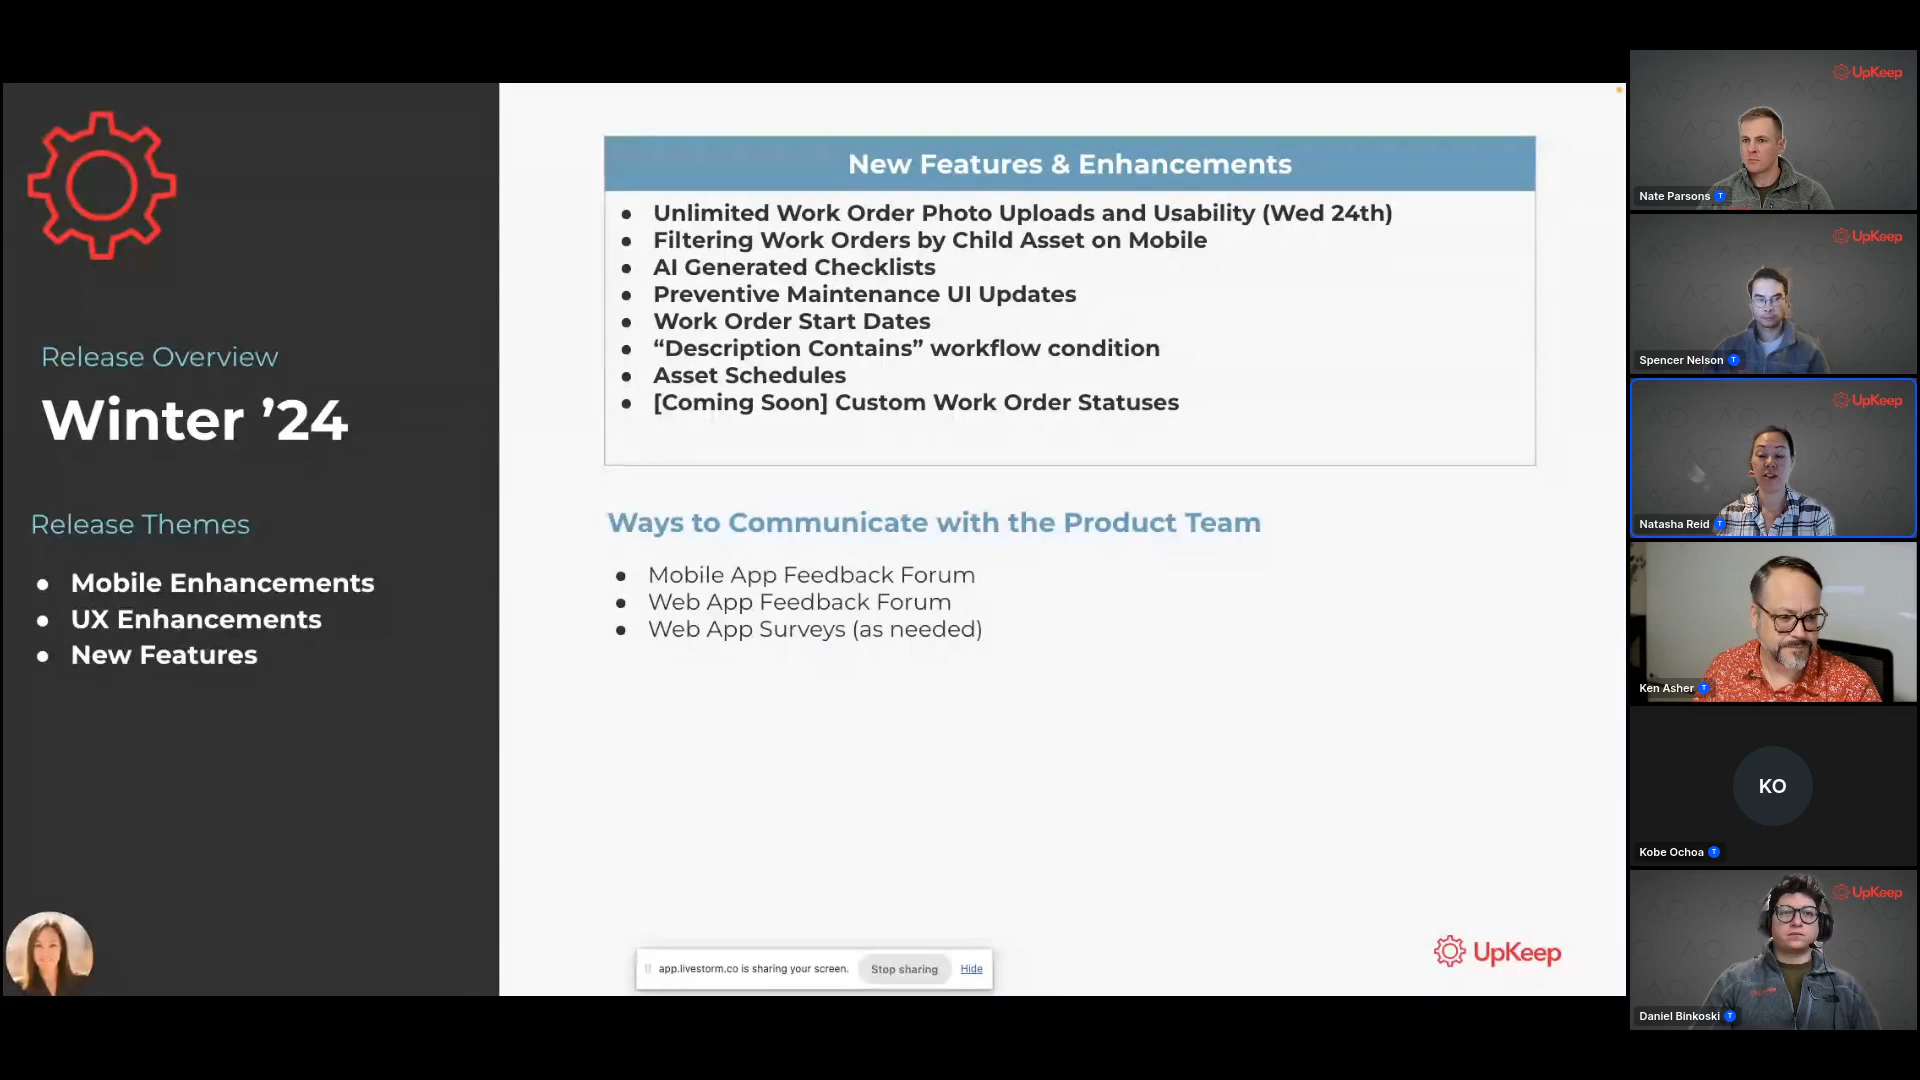 Release Overview
Winter ’24
Release Themes
● Mobile Enhancements
● UX Enhancements
● New Features
New Features & Enhancements
● Unlimited Work Order Photo Uploads and Usability (Wed 24th)
● Filtering Work Orders by Child Asset on Mobile
● AI Generated Checklists
● Preventive Maintenance UI Updates
● Work Order Start Dates
● “Description Contains” workflow condition
● Asset Schedules
● [Coming Soon] Custom Work Order Statuses
Ways to Communicate with the Product Team
● Mobile App Feedback Forum
● Web App Feedback Forum
● Web App Surveys (as needed)
app.livestorm.co is sharing your screen. Stop sharing Hide
UpKeep
UpKeep
Nate Parsons T
UpKeep
Spencer Nelson T
UpKeep
Natasha Reid T
Ken Asher T
KO
Kobe Ochoa T
UpKeep
Daniel Binkoski T